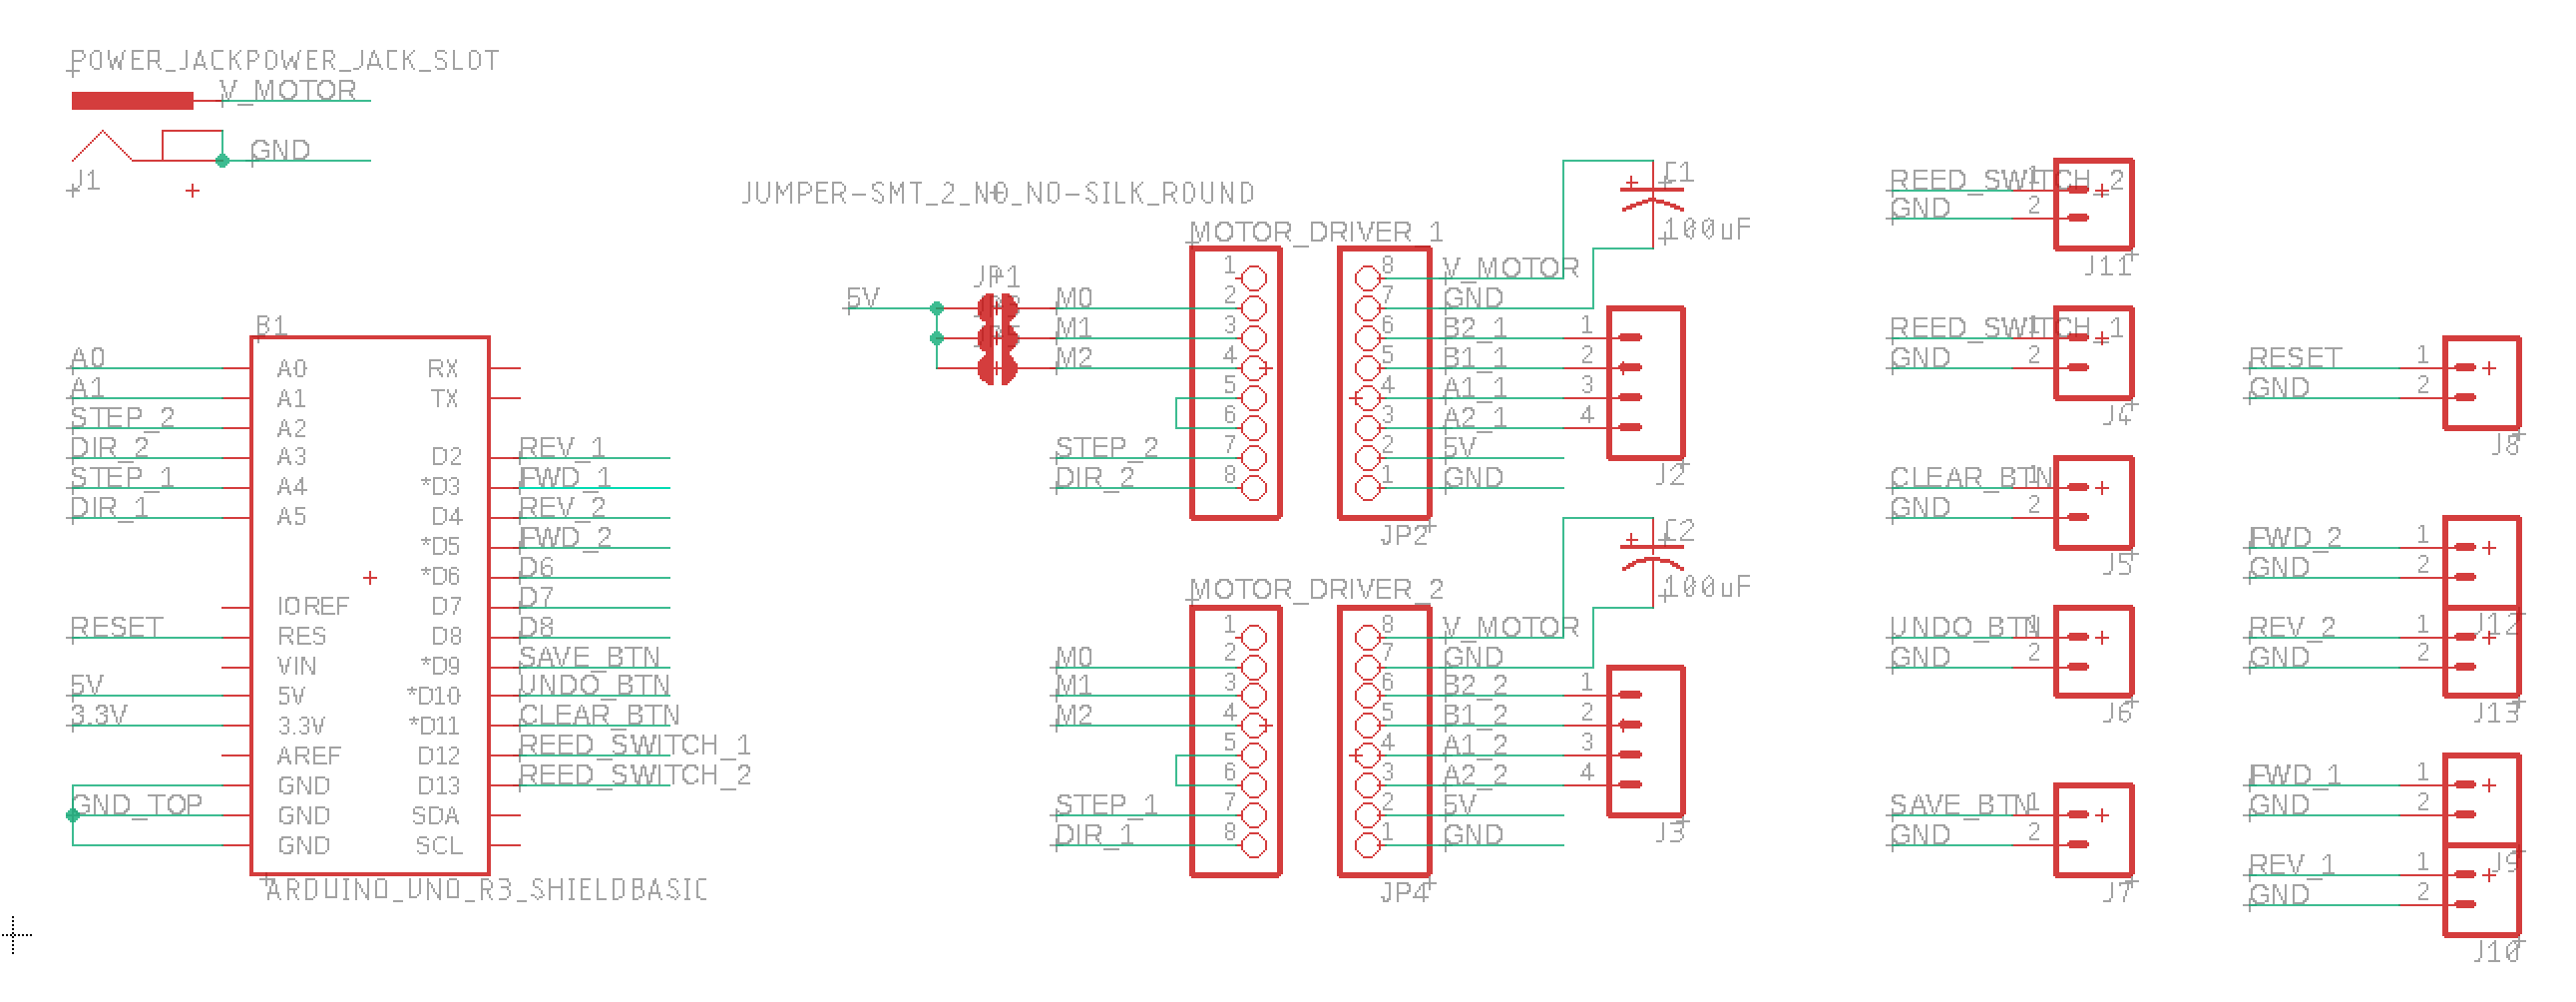 POWER_JACKPOWER_JACK_SLOT
V_MOTOR
GND
J1
B1
A0 A0 RX
A1 A1 TX
STEP_2 A2
DIR_2 A3 D2 REV_1
STEP_1 A4 *D3 FWD_1
DIR_1 A5 D4 REV_2
*D5 FWD_2
*D6 D6
IOREF D7 D7
RESET RES D8 D8
VIN *D9 SAVE_BTN
5V 5V *D10 UNDO_BTN
3.3V 3.3V *D11 CLEAR_BTN
AREF D12 REED_SWITCH_1
GND D13 REED_SWITCH_2
GND_TOP GND SDA
GND SCL
ARDUINO_UNO_R3_SHIELDBASIC
JUMPER-SMT_2_NO_NO-SILK_ROUND
JP1
5V
M0
M1
M2
STEP_2
DIR_2
MOTOR_DRIVER_1
1 8 V_MOTOR
2 7 GND
3 6 B2_1 1
4 5 B1_1 2
5 4 A1_1 3
6 3 A2_1 4
7 2 5V
8 1 GND
JP2
J2
C1
100uF
MOTOR_DRIVER_2
1 8 V_MOTOR
M0 2 7 GND
M1 3 6 B2_2 1
M2 4 5 B1_2 2
5 4 A1_2 3
6 3 A2_2 4
STEP_1 7 2 5V
DIR_1 8 1 GND
JP4
J3
C2
100uF
REED_SWITCH_2 1
GND 2
J11
REED_SWITCH_1 1
GND 2
J4
CLEAR_BTN 1
GND 2
J5
UNDO_BTN 1
GND 2
J6
SAVE_BTN 1
GND 2
J7
RESET 1
GND 2
J8
FWD_2 1
GND 2
J12
REV_2 1
GND 2
J13
FWD_1 1
GND 2
J9
REV_1 1
GND 2
J10